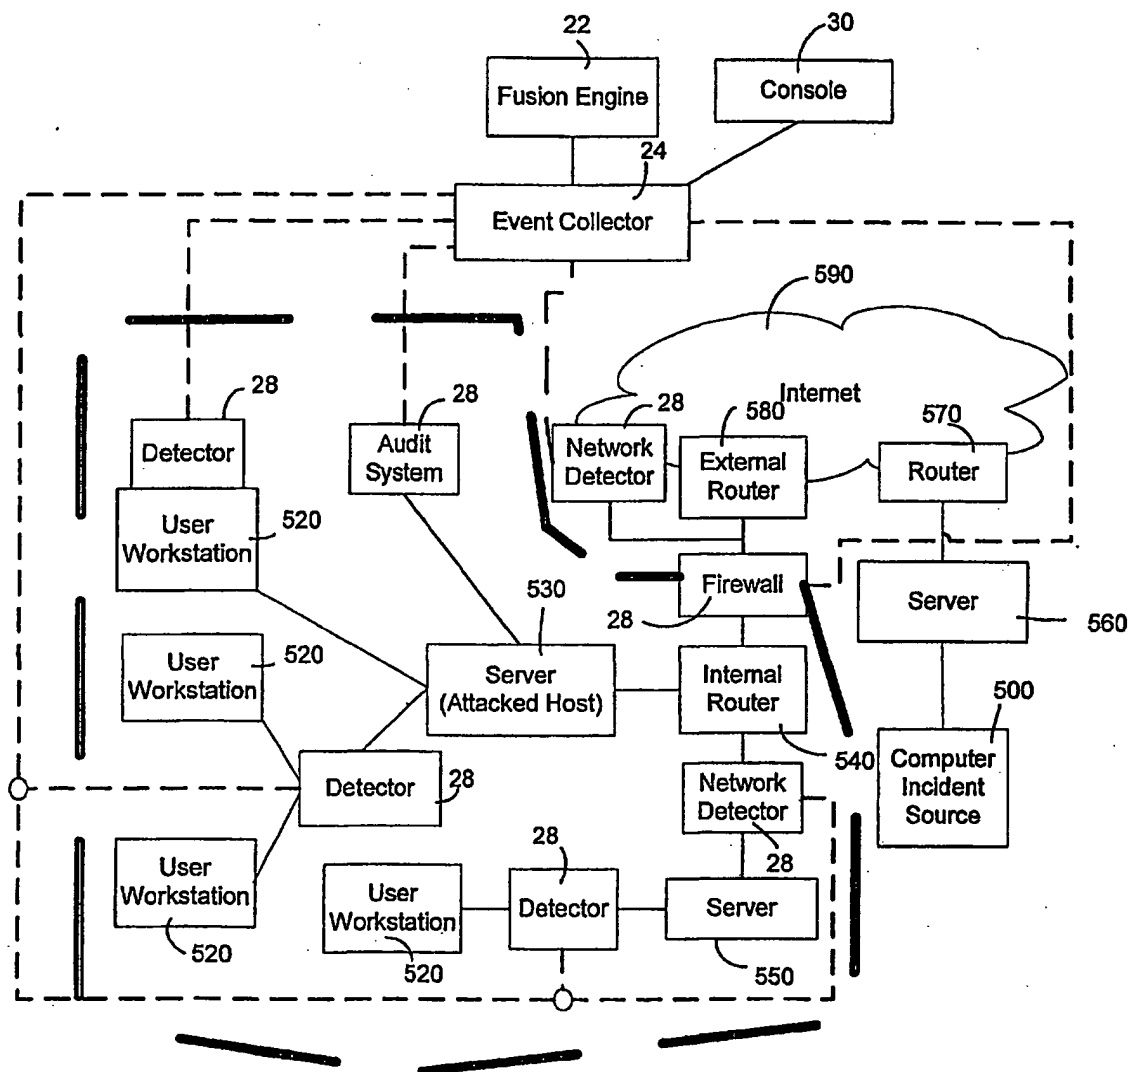 22
30
Fusion Engine
Console
24
Event Collector
590
Internet
28
28
28
580
570
Detector
Audit
System
Network
Detector
External
Router
Router
User
Workstation
520
530
Firewall
28
Server
560
520
User
Workstation
Server
(Attacked Host)
Internal
Router
540
500
Computer
Incident
Source
Detector
28
Network
Detector
28
User
Workstation
520
28
User
Workstation
520
Detector
Server
550